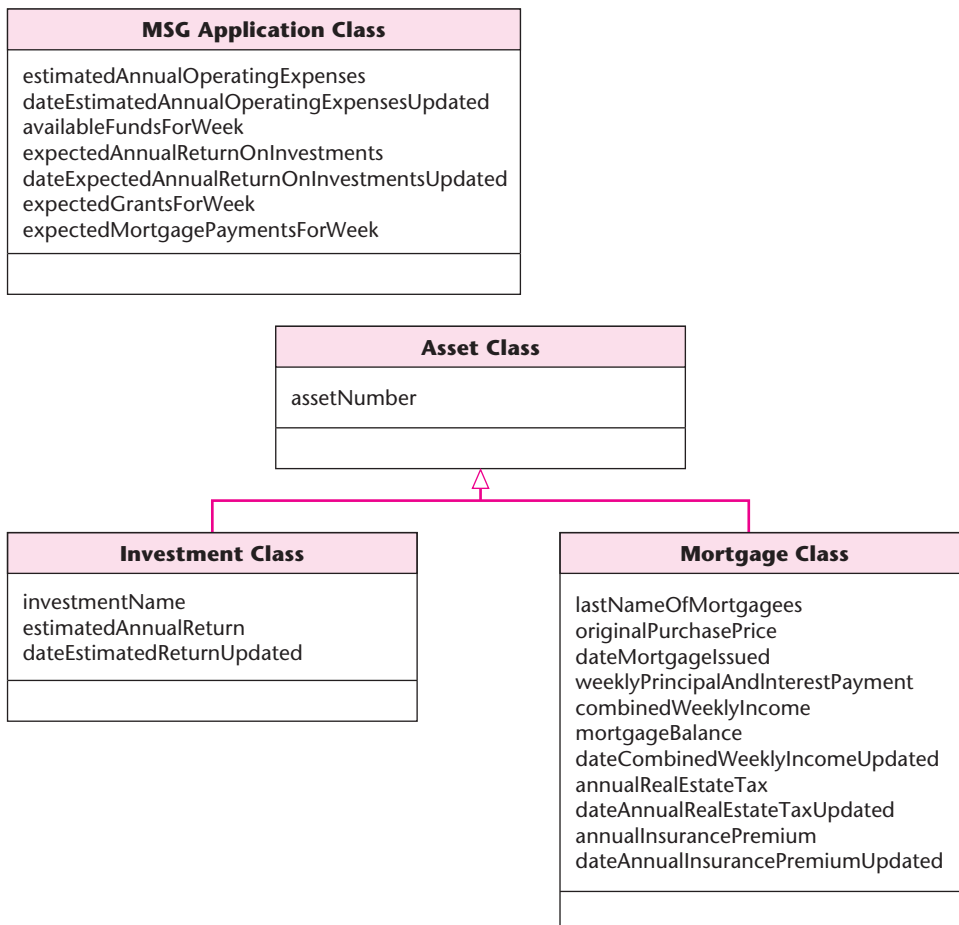 MSG Application Class
estimatedAnnualOperatingExpenses
dateEstimatedAnnualOperatingExpensesUpdated
availableFundsForWeek
expectedAnnualReturnOnInvestments
dateExpectedAnnualReturnOnInvestmentsUpdated
expectedGrantsForWeek
expectedMortgagePaymentsForWeek
Asset Class
assetNumber
Investment Class
investmentName
estimatedAnnualReturn
dateEstimatedReturnUpdated
Mortgage Class
lastNameOfMortgagees
originalPurchasePrice
dateMortgageIssued
weeklyPrincipalAndInterestPayment
combinedWeeklyIncome
mortgageBalance
dateCombinedWeeklyIncomeUpdated
annualRealEstateTax
dateAnnualRealEstateTaxUpdated
annualInsurancePremium
dateAnnualInsurancePremiumUpdated